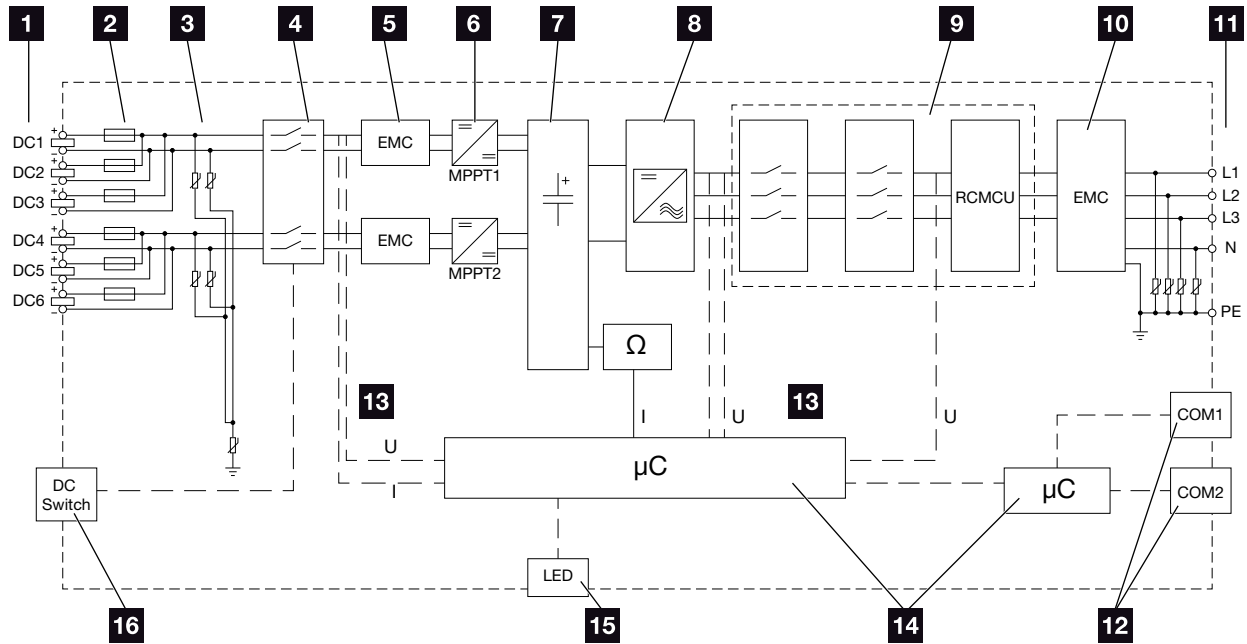 1 2 3 4 5 6 7 8 9 10 11
+
DC1
−
+
DC2
−
+
DC3
−
+
DC4
−
+
DC5
−
+
DC6
−
EMC
MPPT1
EMC
MPPT2
+
RCMCU
EMC
L1
L2
L3
N
PE
Ω
13
13
U
I
I
U
U
µC
µC
COM1
COM2
DC
Switch
LED
16 15 14 12